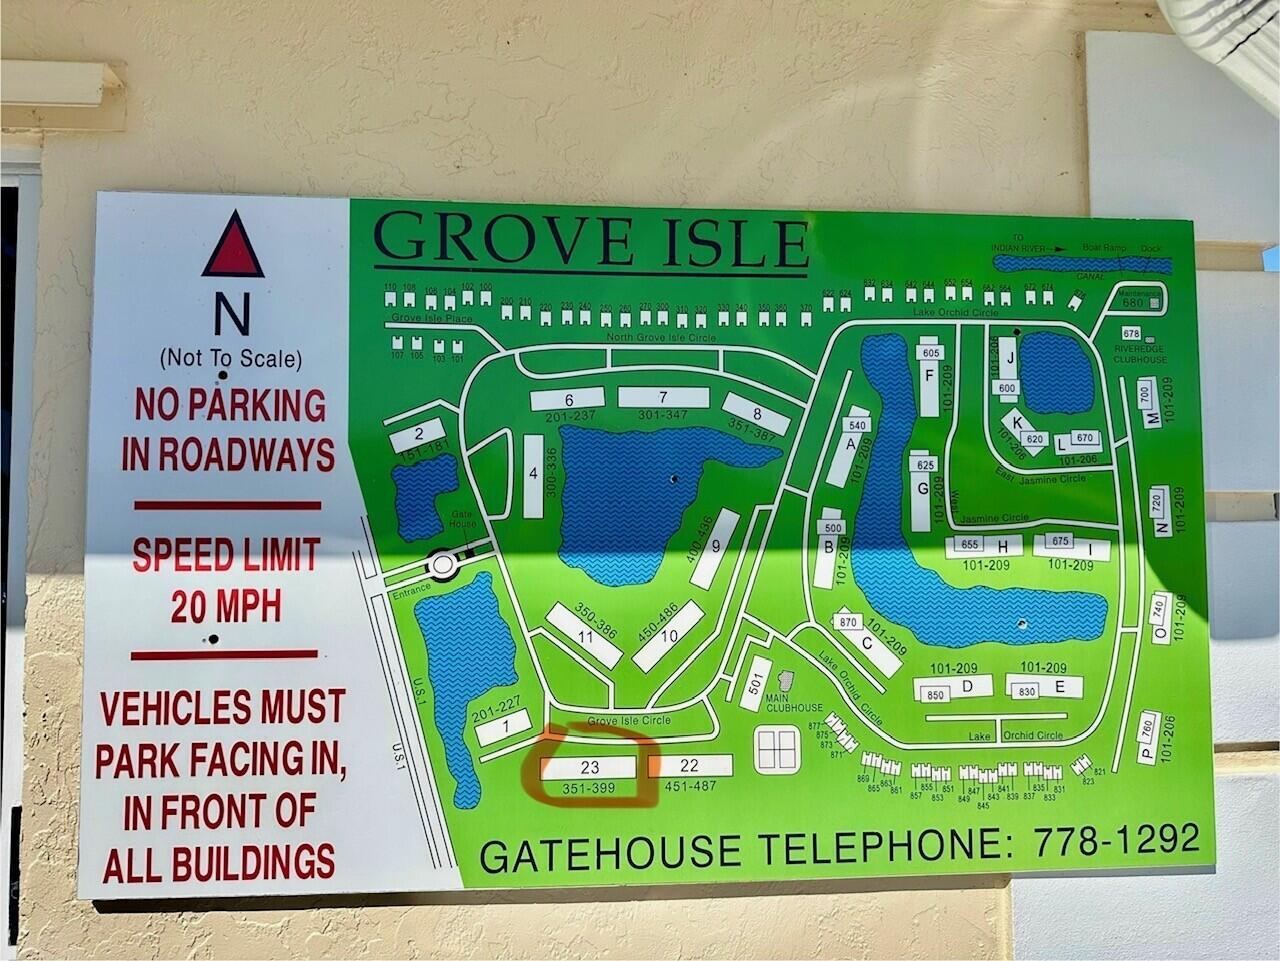 GROVE ISLE
N
(Not To Scale)
NO PARKING
IN ROADWAYS
SPEED LIMIT
20 MPH
VEHICLES MUST
PARK FACING IN,
IN FRONT OF
ALL BUILDINGS
TO
INDIAN RIVER
Boat Ramp
Dock
CANAL
110 108 106 104 102 100
200 210 220 230 240 250 260 270 300 310 320 330 340 350 360 370
622 624 632 634 642 644 652 654 662 664 672 674 676
Maintenance
680
Grove Isle Place
North Grove Isle Circle
Lake Orchid Circle
107 105 103 101
678
RIVEREDGE
CLUBHOUSE
605
F
101-209
J
600
101-206
K
620
101-206
L 670
101-206
East Jasmine Circle
700
M
101-209
6
201-237
7
301-347
8
351-387
2
151-181
4
300-336
540
A
101-209
625
G
101-209
West
Jasmine Circle
720
N
101-209
Gate
House
Entrance
9
400-436
500
B
101-209
655 H
101-209
675 I
101-209
350-386
11
450-486
10
870
C
101-209
740
O
101-209
U.S.1
U.S.1
201-227
1
Grove Isle Circle
501
MAIN
CLUBHOUSE
Lake Orchid Circle
101-209
850 D
101-209
830 E
Lake Orchid Circle
760
P
101-206
23
351-399
22
451-487
877
875
873
871
869
865
863
861
857 855 853 851
849 847 845 843 841 839 837 835 833 831
823 821
GATEHOUSE TELEPHONE: 778-1292